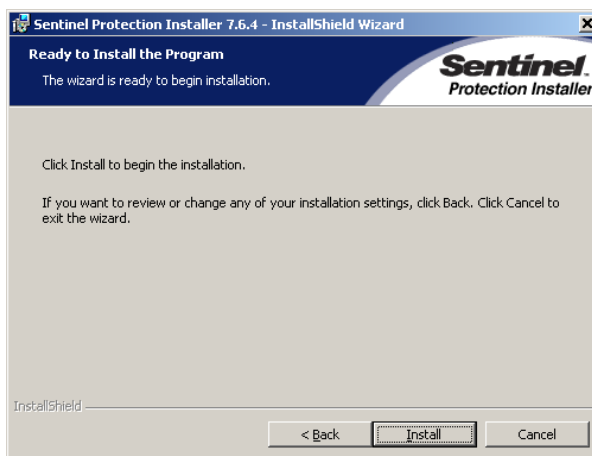 Sentinel Protection Installer 7.6.4 - InstallShield Wizard
Ready to Install the Program
The wizard is ready to begin installation.
Sentinel.
Protection Installer
Click Install to begin the installation.
If you want to review or change any of your installation settings, click Back. Click Cancel to
exit the wizard.
InstallShield
< Back
Install
Cancel